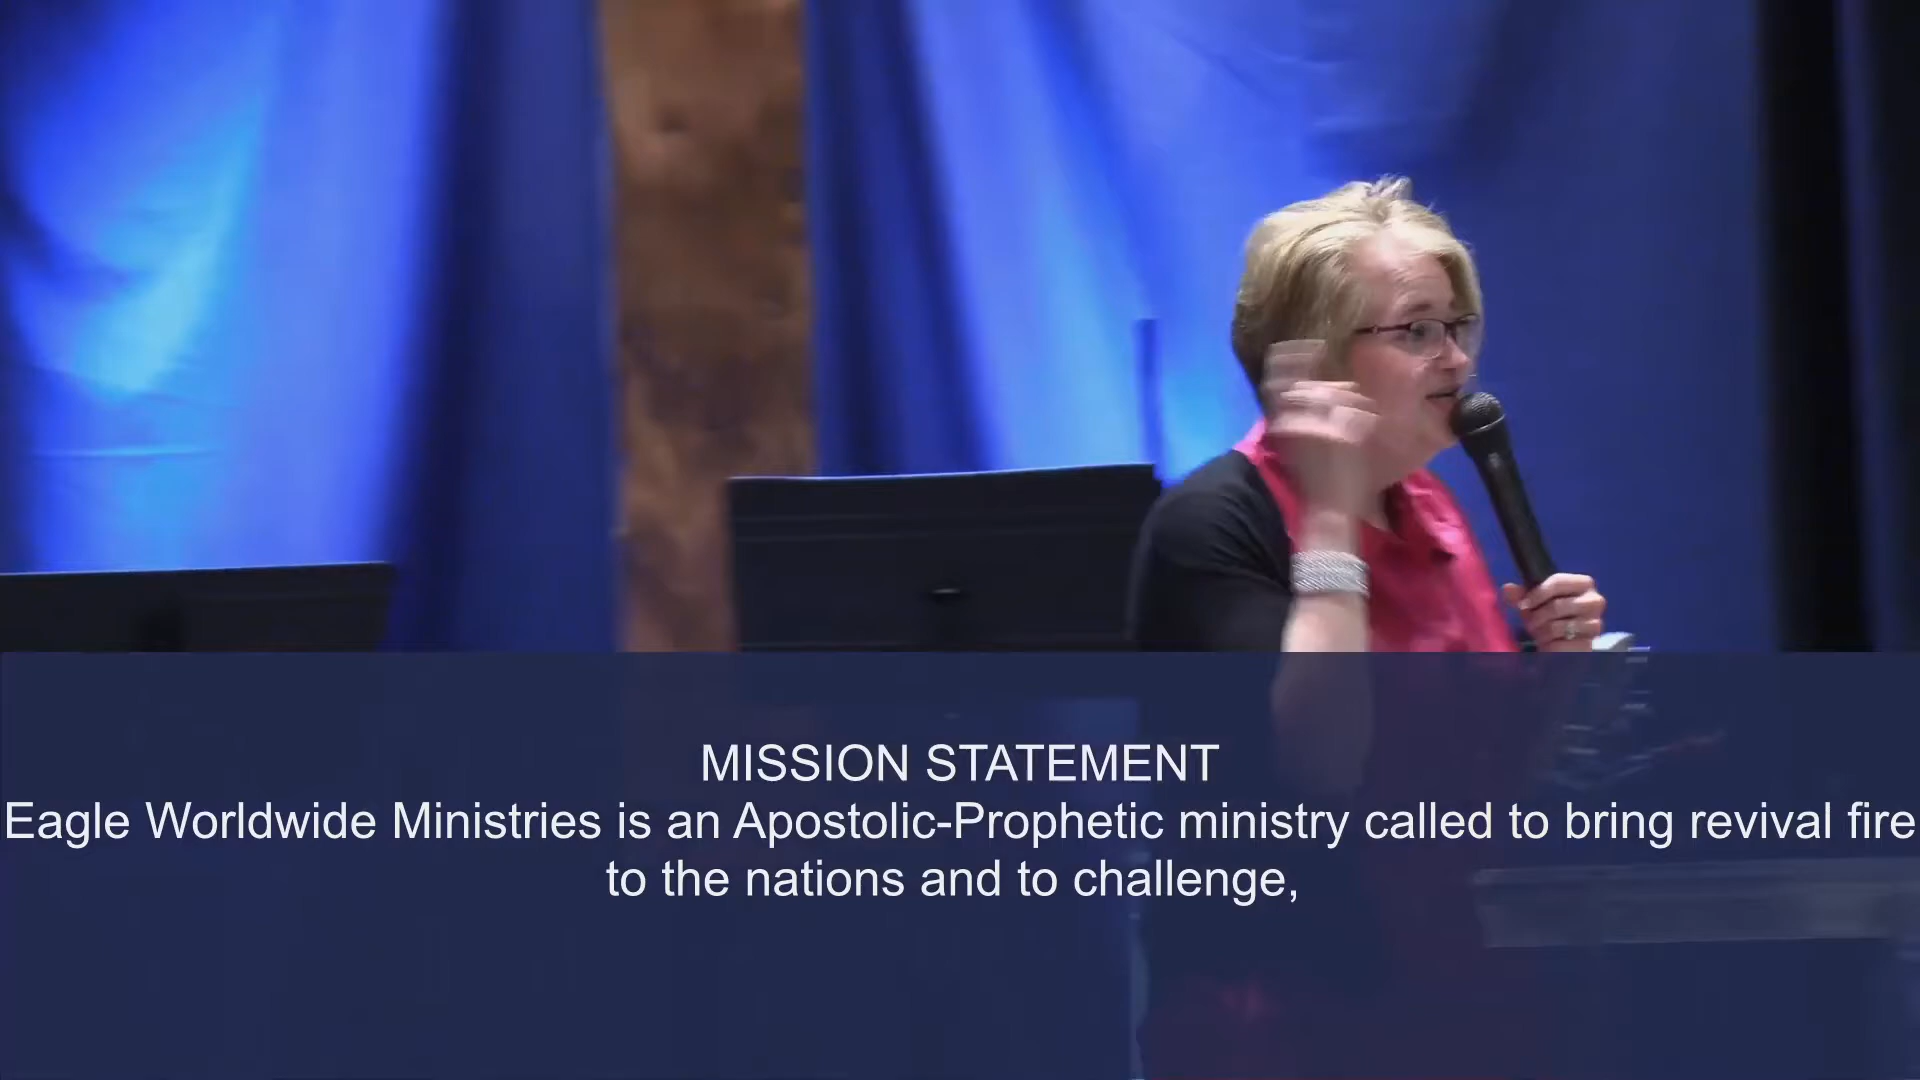 MISSION STATEMENT
Eagle Worldwide Ministries is an Apostolic-Prophetic ministry called to bring revival fire
to the nations and to challenge,